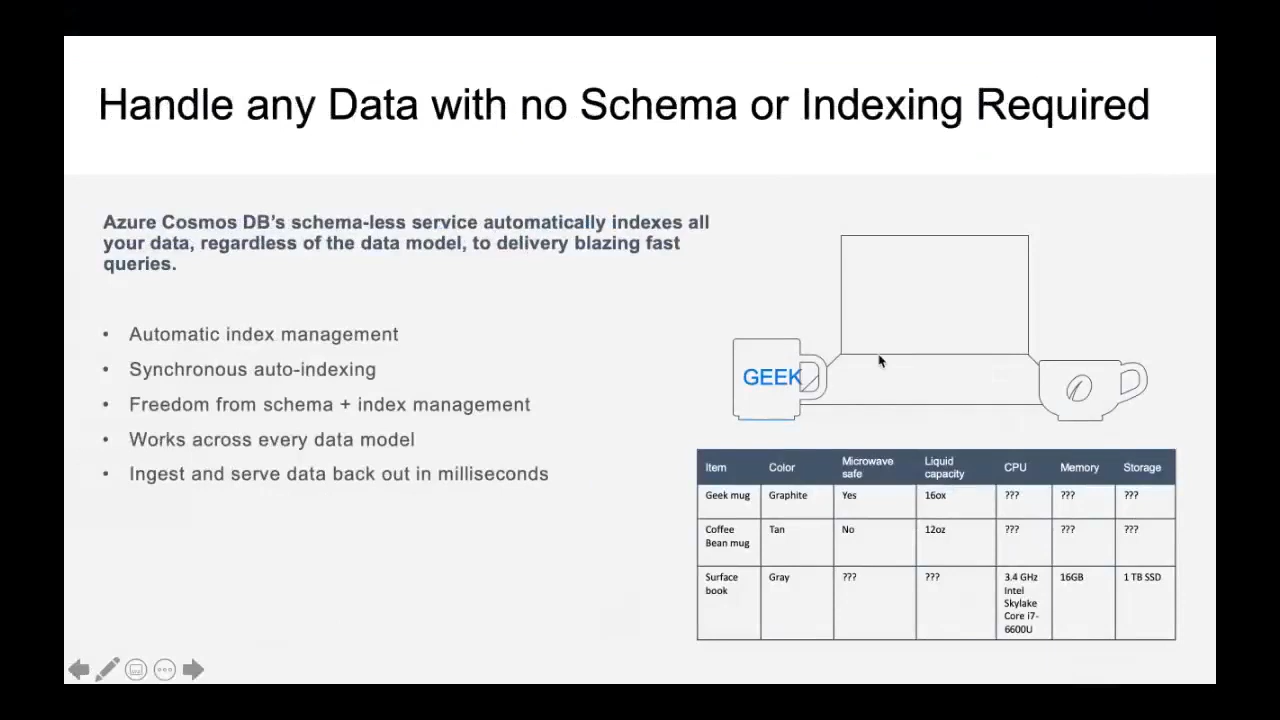 Handle any Data with no Schema or Indexing Required
Azure Cosmos DB's schema-less service automatically indexes all
your data, regardless of the data model, to delivery blazing fast
queries.
• Automatic index management
• Synchronous auto-indexing
• Freedom from schema + index management
• Works across every data model
• Ingest and serve data back out in milliseconds
GEEK
Item Color Microwave safe Liquid capacity CPU Memory Storage
Geek mug Graphite Yes 16ox ??? ??? ???
Coffee Bean mug Tan No 12oz ??? ??? ???
Surface book Gray ??? ??? 3.4 GHz Intel Skylake Core i7-6600U 16GB 1 TB SSD